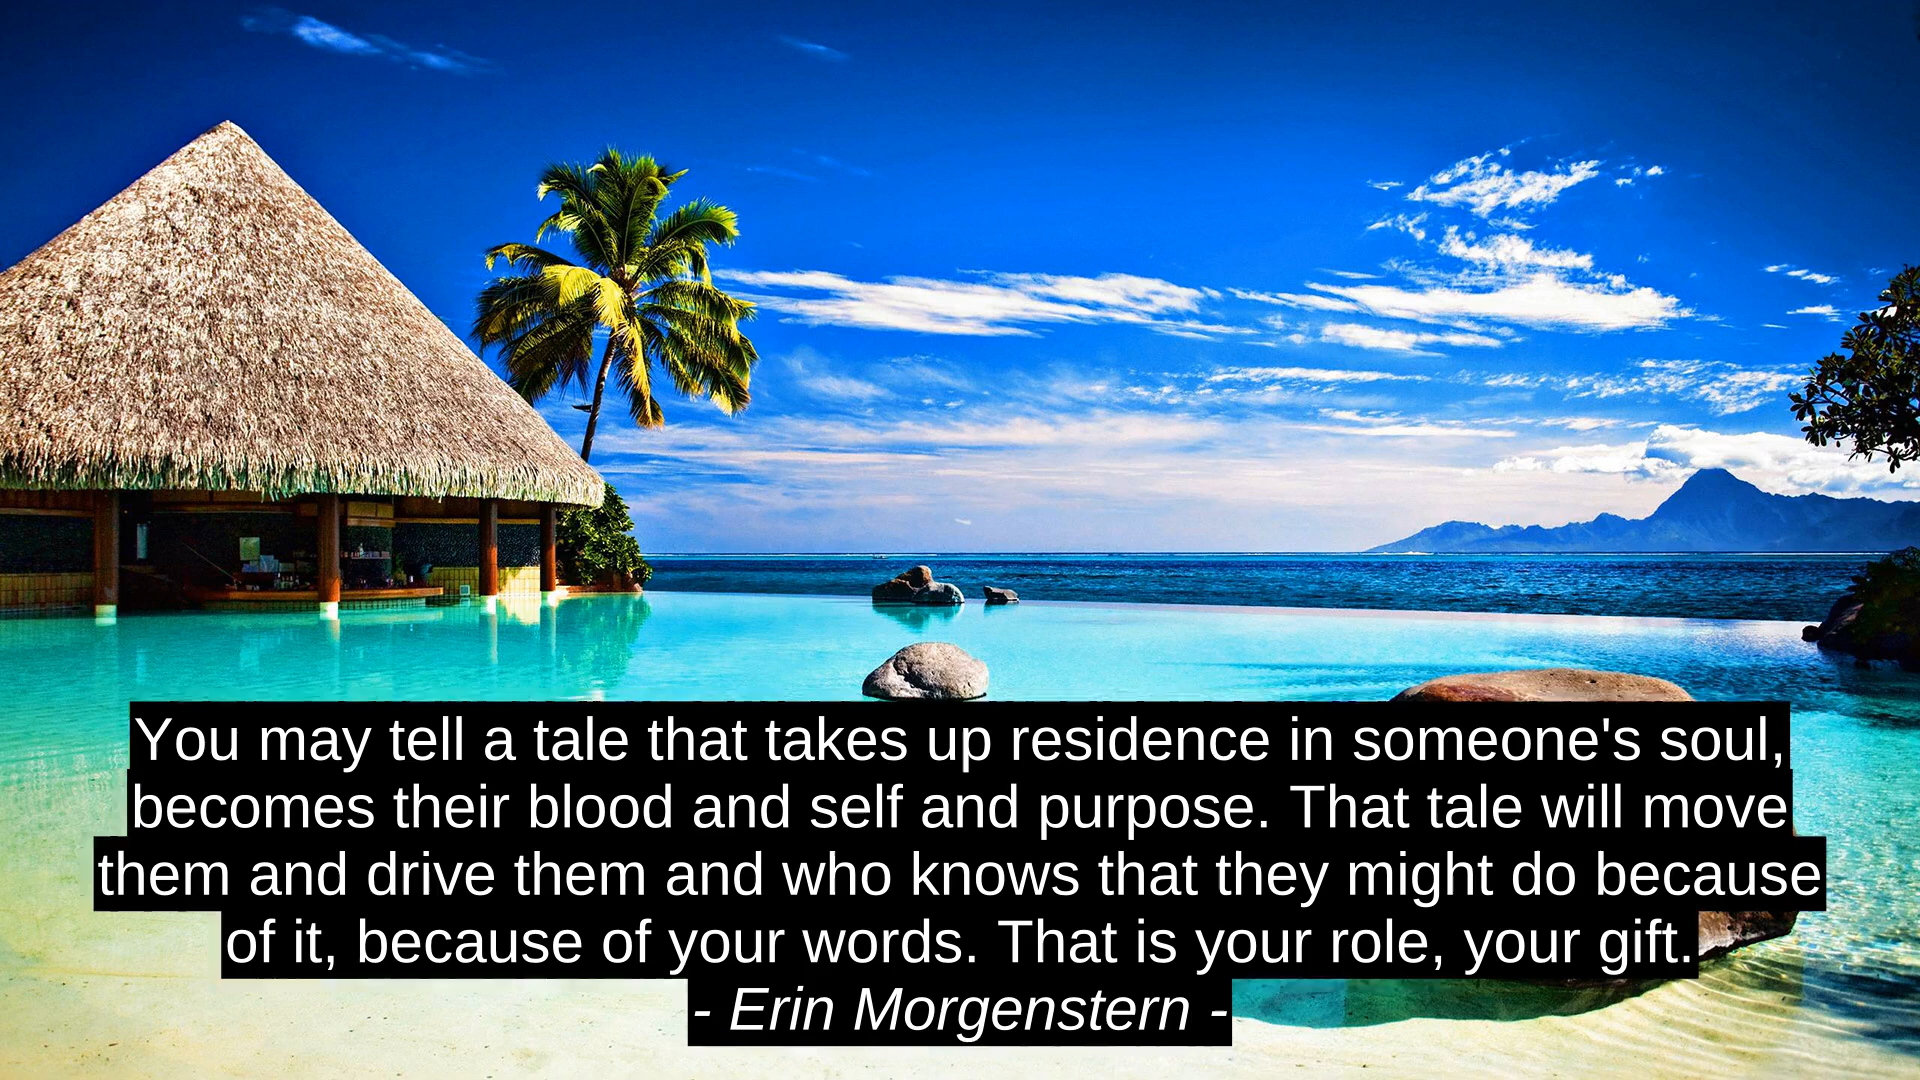 You may tell a tale that takes up residence in someone's soul,
becomes their blood and self and purpose. That tale will move
them and drive them and who knows that they might do because
of it, because of your words. That is your role, your gift.
- Erin Morgenstern -